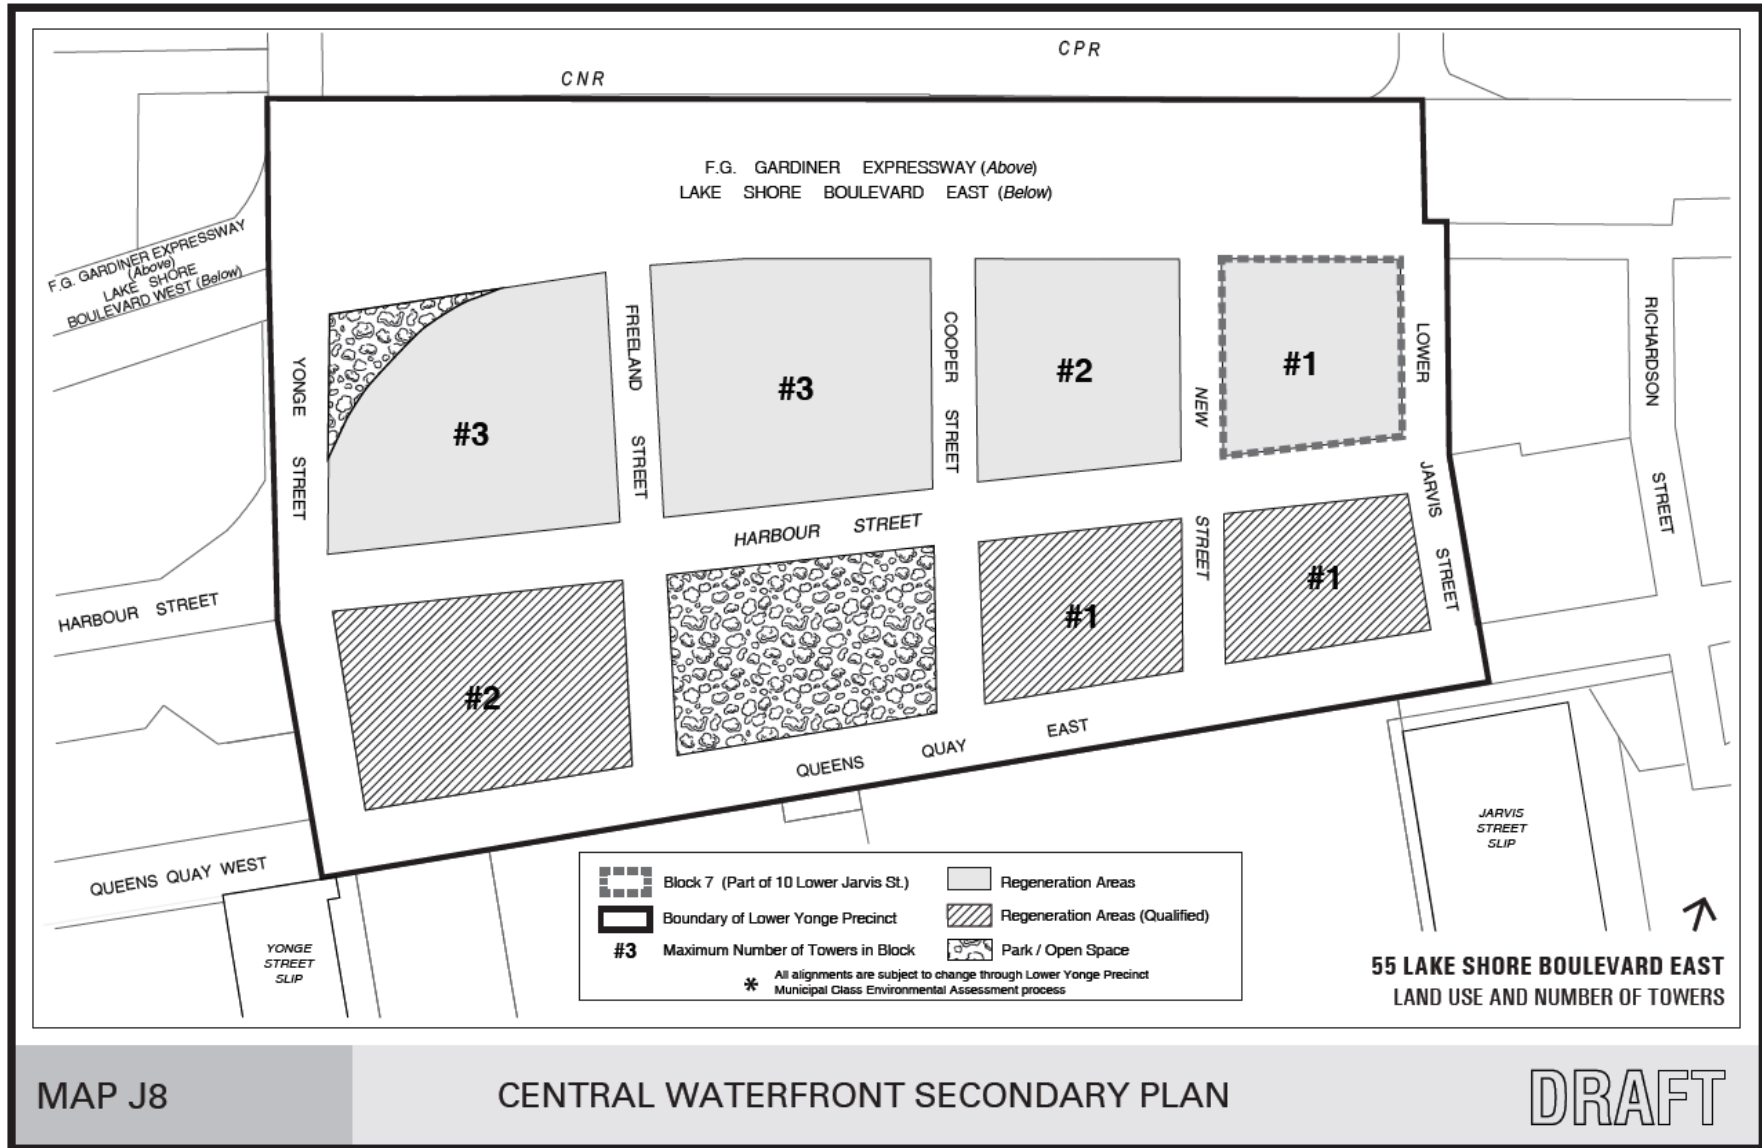 CPR
CNR
F.G. GARDINER EXPRESSWAY (Above)
LAKE SHORE BOULEVARD EAST (Below)
F.G. GARDINER EXPRESSWAY
(Above)
LAKE SHORE
BOULEVARD WEST (Below)
YONGE STREET
FREELAND STREET
COOPER STREET
NEW STREET
LOWER JARVIS STREET
RICHARDSON STREET
#3
#3
#2
#1
HARBOUR STREET
HARBOUR STREET
#2
#1
#1
QUEENS QUAY EAST
QUEENS QUAY WEST
YONGE
STREET
SLIP
JARVIS
STREET
SLIP
Block 7 (Part of 10 Lower Jarvis St.)
Boundary of Lower Yonge Precinct
#3 Maximum Number of Towers in Block
Regeneration Areas
Regeneration Areas (Qualified)
Park / Open Space
* All alignments are subject to change through Lower Yonge Precinct
Municipal Class Environmental Assessment process
55 LAKE SHORE BOULEVARD EAST
LAND USE AND NUMBER OF TOWERS
MAP J8
CENTRAL WATERFRONT SECONDARY PLAN
DRAFT